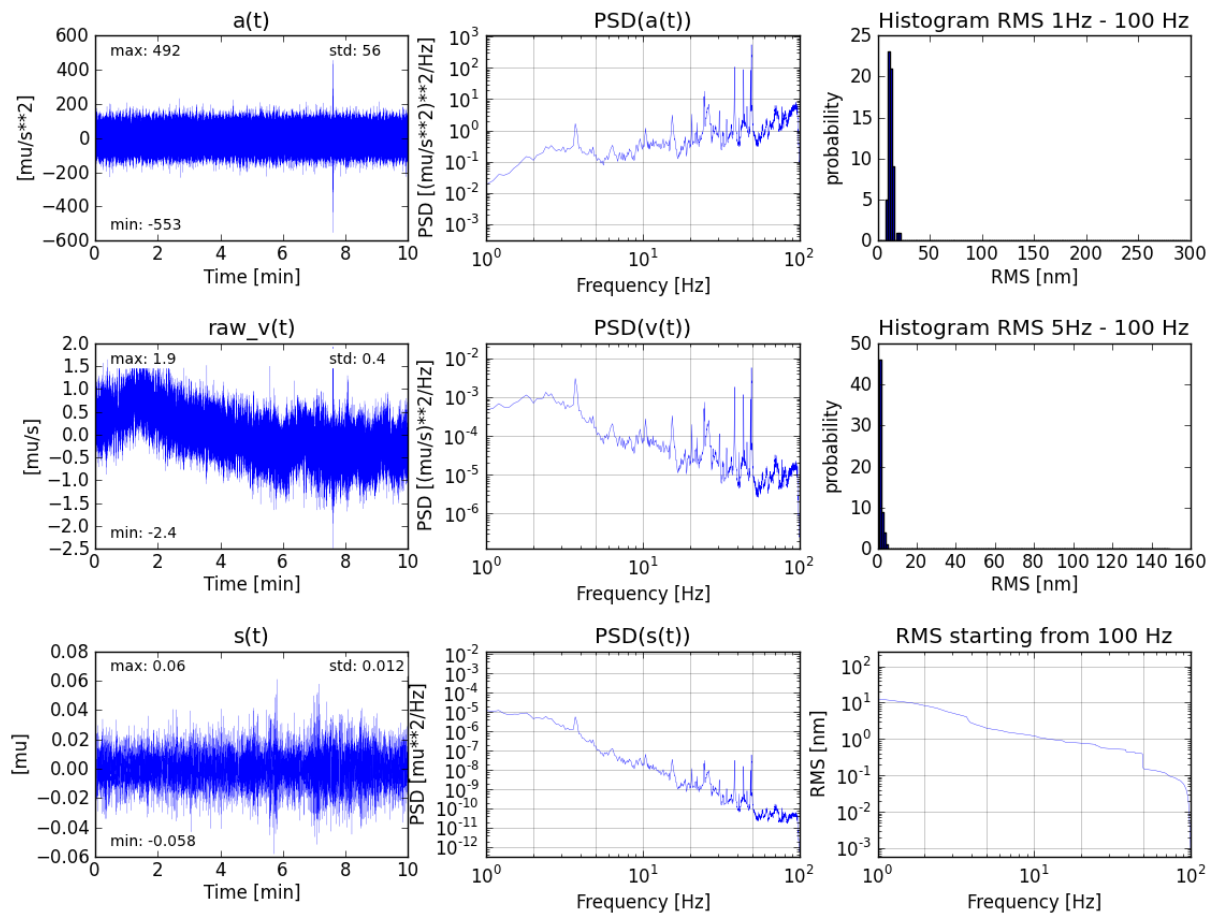 a(t)
max: 492
std: 56
min: -553
600
400
200
0
−200
−400
−600
[mu/s**2]
0 2 4 6 8 10
Time [min]
PSD(a(t))
PSD [(mu/s**2)**2/Hz]
10^3
10^2
10^1
10^0
10^-1
10^-2
10^-3
10^0 10^1 10^2
Frequency [Hz]
Histogram RMS 1Hz - 100 Hz
probability
25
20
15
10
5
0
0 50 100 150 200 250 300
RMS [nm]
raw_v(t)
max: 1.9
std: 0.4
min: -2.4
2.0
1.5
1.0
0.5
0.0
−0.5
−1.0
−1.5
−2.0
−2.5
[mu/s]
0 2 4 6 8 10
Time [min]
PSD(v(t))
PSD [(mu/s)**2/Hz]
10^-2
10^-3
10^-4
10^-5
10^-6
10^0 10^1 10^2
Frequency [Hz]
Histogram RMS 5Hz - 100 Hz
probability
50
40
30
20
10
0
0 20 40 60 80 100 120 140 160
RMS [nm]
s(t)
max: 0.06
std: 0.012
min: -0.058
0.08
0.06
0.04
0.02
0.00
−0.02
−0.04
−0.06
[mu]
0 2 4 6 8 10
Time [min]
PSD(s(t))
PSD [mu**2/Hz]
10^-2
10^-3
10^-4
10^-5
10^-6
10^-7
10^-8
10^-9
10^-10
10^-11
10^-12
10^0 10^1 10^2
Frequency [Hz]
RMS starting from 100 Hz
RMS [nm]
10^2
10^1
10^0
10^-1
10^-2
10^-3
10^0 10^1 10^2
Frequency [Hz]